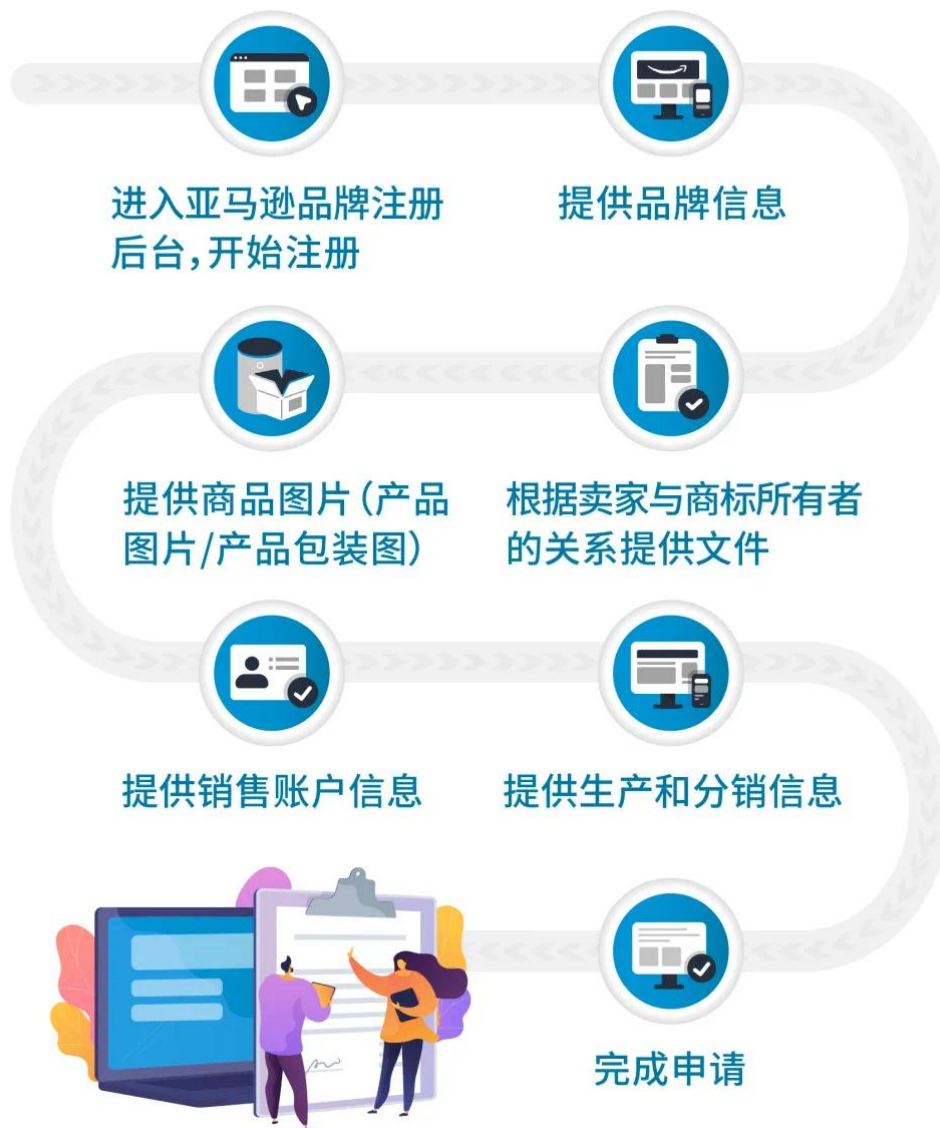 进入亚马逊品牌注册
后台,开始注册
提供品牌信息
根据卖家与商标所有者
的关系提供文件
提供商品图片(产品
图片/产品包装图)
提供销售账户信息
提供生产和分销信息
完成申请